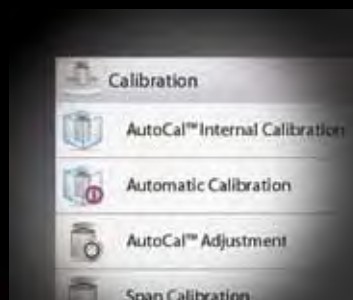 Calibration
AutoCal™ Internal Calibration
Automatic Calibration
AutoCal™ Adjustment
Span Calibration